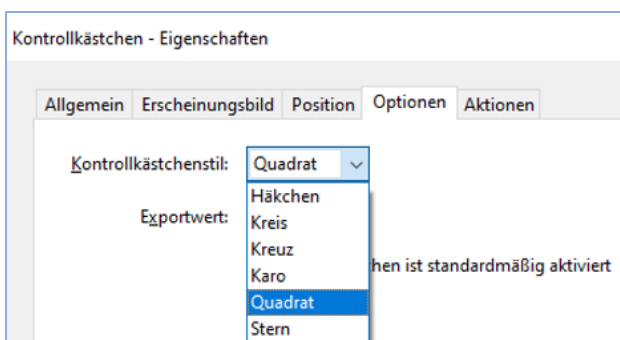 Kontrollkästchen - Eigenschaften
Allgemein Erscheinungsbild Position Optionen Aktionen
Kontrollkästchenstil: Quadrat
Häkchen
Exportwert:
Kreis
Kreuz
Karo
hen ist standardmäßig aktiviert
Quadrat
Stern